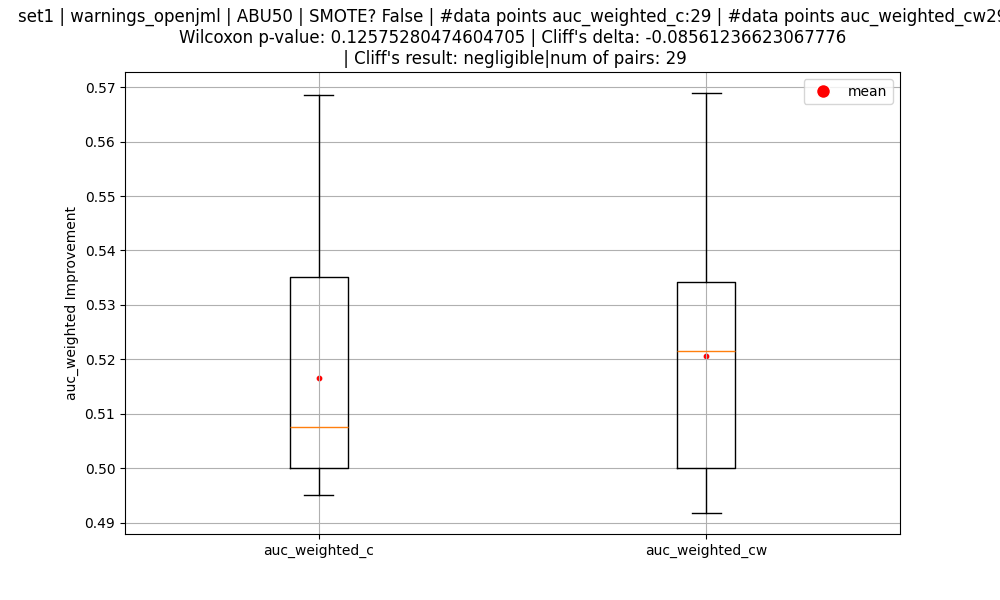 set1 | warnings_openjml | ABU50 | SMOTE? False | #data points auc_weighted_c:29 | #data points auc_weighted_cw29
Wilcoxon p-value: 0.12575280474604705 | Cliff's delta: -0.08561236623067776
| Cliff's result: negligible|num of pairs: 29
mean
0.57
0.56
0.55
0.54
0.53
0.52
0.51
0.50
0.49
auc_weighted Improvement
auc_weighted_c
auc_weighted_cw